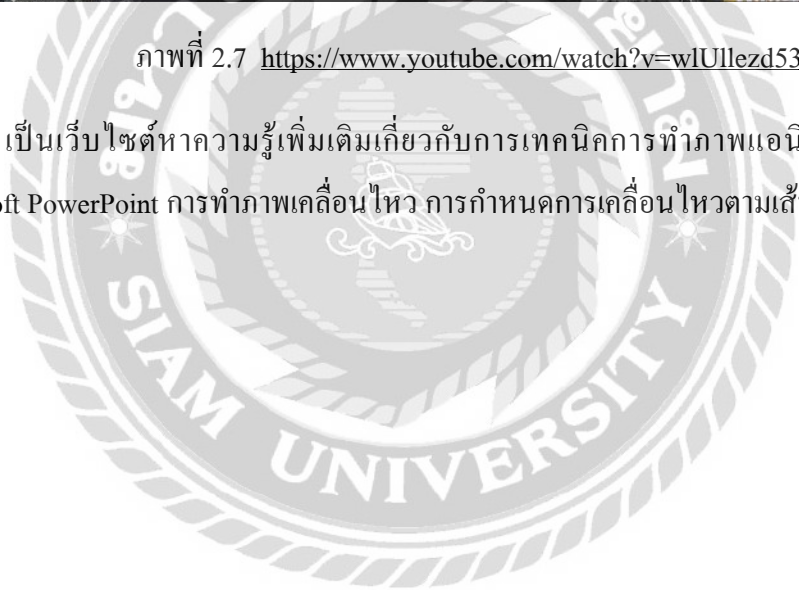 ภาพที่ 2.7 https://www.youtube.com/watch?v=wlUllezd53
เป็นเว็บไซต์หาความรู้เพิ่มเติมเกี่ยวกับการเทคนิคการทำภาพแอนิ
oft PowerPoint การทำภาพเคลื่อนไหว การกำหนดการเคลื่อนไหวตามเส้
SIAM UNIVERSITY